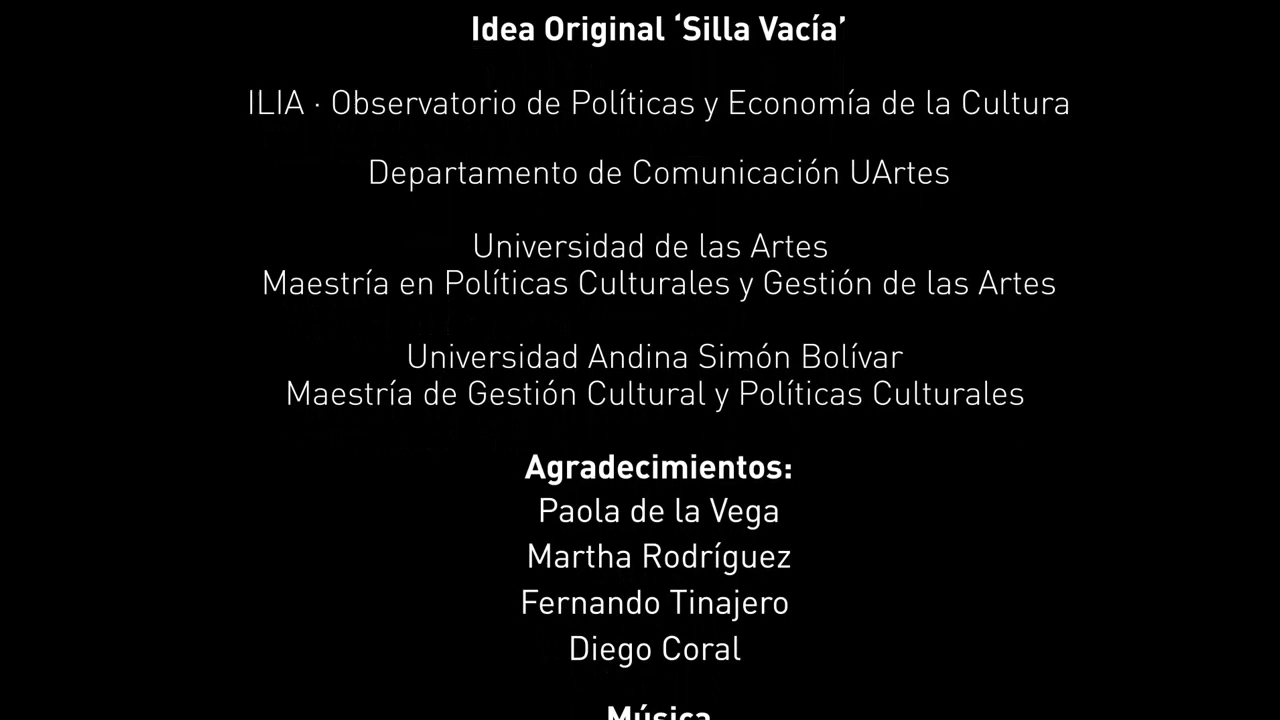 Idea Original ‘Silla Vacía’
ILIA · Observatorio de Políticas y Economía de la Cultura
Departamento de Comunicación UArtes
Universidad de las Artes
Maestría en Políticas Culturales y Gestión de las Artes
Universidad Andina Simón Bolívar
Maestría de Gestión Cultural y Políticas Culturales
Agradecimientos:
Paola de la Vega
Martha Rodríguez
Fernando Tinajero
Diego Coral
Música